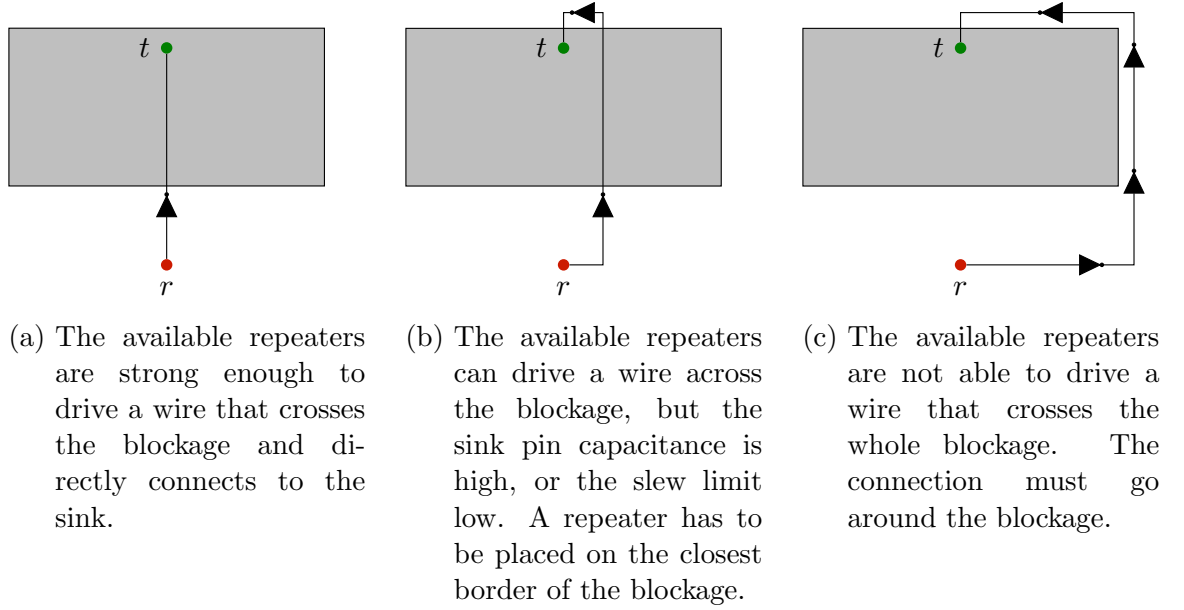 t
r
(a) The available repeaters
are strong enough to
drive a wire that crosses
the blockage and di-
rectly connects to the
sink.
t
r
(b) The available repeaters
can drive a wire across
the blockage, but the
sink pin capacitance is
high, or the slew limit
low. A repeater has to
be placed on the closest
border of the blockage.
t
r
(c) The available repeaters
are not able to drive a
wire that crosses the
whole blockage. The
connection must go
around the blockage.